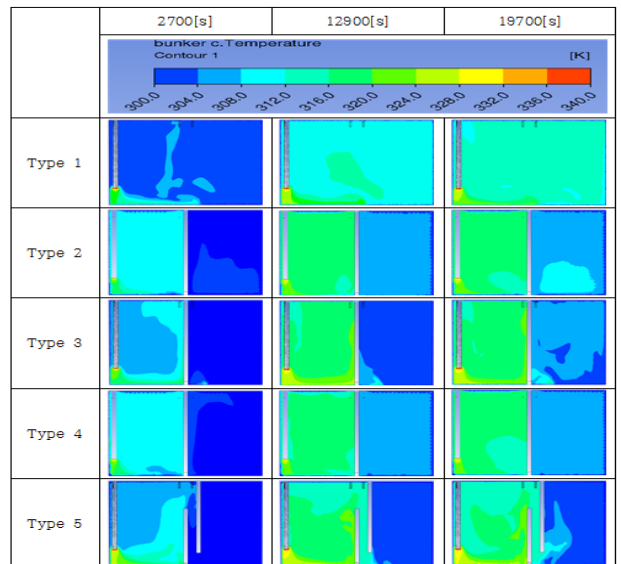 2700[s] 12900[s] 19700[s]
bunker c.Temperature
Contour 1 [K]
300.0 304.0 308.0 312.0 316.0 320.0 324.0 328.0 332.0 336.0 340.0
Type 1
Type 2
Type 3
Type 4
Type 5